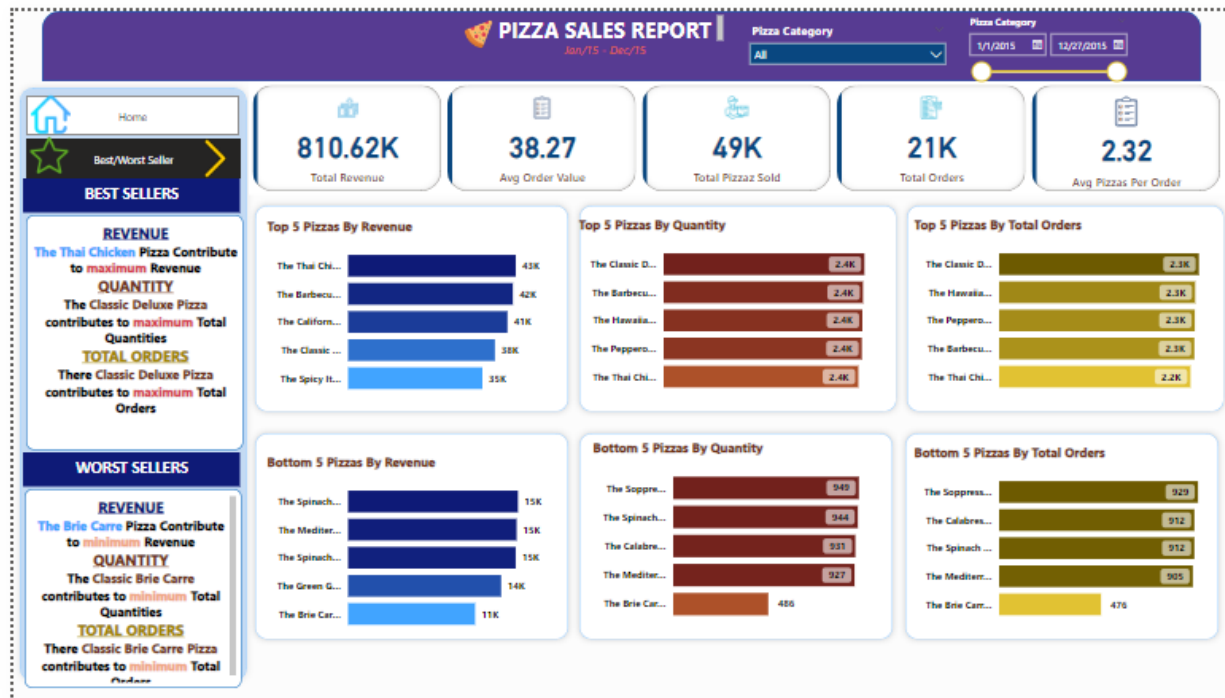 PIZZA SALES REPORT
Jan/15 - Dec/15
Pizza Category
All
Pizza Category
1/1/2015
12/27/2015
Home
Best/Worst Seller
BEST SELLERS
REVENUE
The Thai Chicken Pizza Contribute
to maximum Revenue
QUANTITY
The Classic Deluxe Pizza
contributes to maximum Total
Quantities
TOTAL ORDERS
There Classic Deluxe Pizza
contributes to maximum Total
Orders
WORST SELLERS
REVENUE
The Brie Carre Pizza Contribute
to minimum Revenue
QUANTITY
The Classic Brie Carre
contributes to minimum Total
Quantities
TOTAL ORDERS
There Classic Brie Carre Pizza
contributes to minimum Total
Orders
810.62K
Total Revenue
38.27
Avg Order Value
49K
Total Pizzaz Sold
21K
Total Orders
2.32
Avg Pizzas Per Order
Top 5 Pizzas By Revenue
The Thai Chi... 43K
The Barbecu... 42K
The Californ... 41K
The Classic ... 38K
The Spicy It... 35K
Top 5 Pizzas By Quantity
The Classic D... 2.4K
The Barbecu... 2.4K
The Hawaiia... 2.4K
The Peppero... 2.4K
The Thai Chi... 2.4K
Top 5 Pizzas By Total Orders
The Classic D... 2.3K
The Hawaiia... 2.3K
The Peppero... 2.3K
The Barbecu... 2.3K
The Thai Chi... 2.2K
Bottom 5 Pizzas By Revenue
The Spinach... 15K
The Mediter... 15K
The Spinach... 15K
The Green G... 14K
The Brie Car... 11K
Bottom 5 Pizzas By Quantity
The Soppre... 949
The Spinach... 944
The Calabre... 931
The Mediter... 927
The Brie Car... 486
Bottom 5 Pizzas By Total Orders
The Soppress... 929
The Calabres... 912
The Spinach ... 912
The Mediterr... 905
The Brie Carr... 476